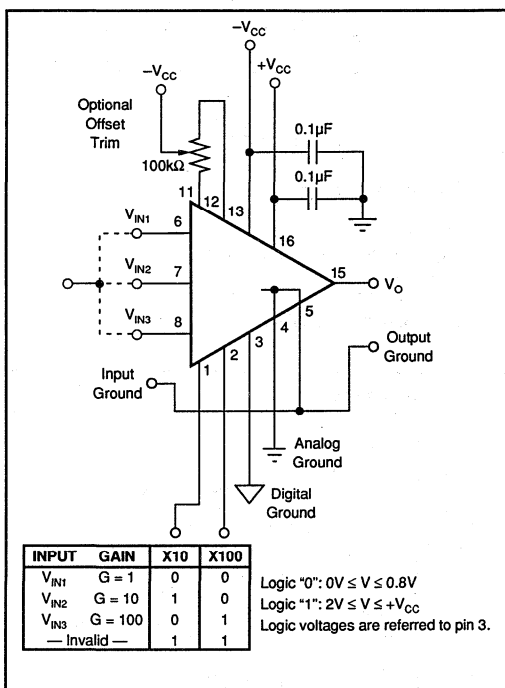 −VCC
−VCC
+VCC
Optional
Offset
Trim
100kΩ
0.1µF
0.1µF
11
12
13
16
VIN1
6
VIN2
7
VIN3
8
15
VO
5
4
3
2
1
Input
Ground
Output
Ground
Analog
Ground
Digital
Ground
INPUT GAIN X10 X100
VIN1 G = 1 0 0
VIN2 G = 10 1 0
VIN3 G = 100 0 1
— Invalid — 1 1
Logic “0”: 0V ≤ V ≤ 0.8V
Logic “1”: 2V ≤ V ≤ +VCC
Logic voltages are referred to pin 3.